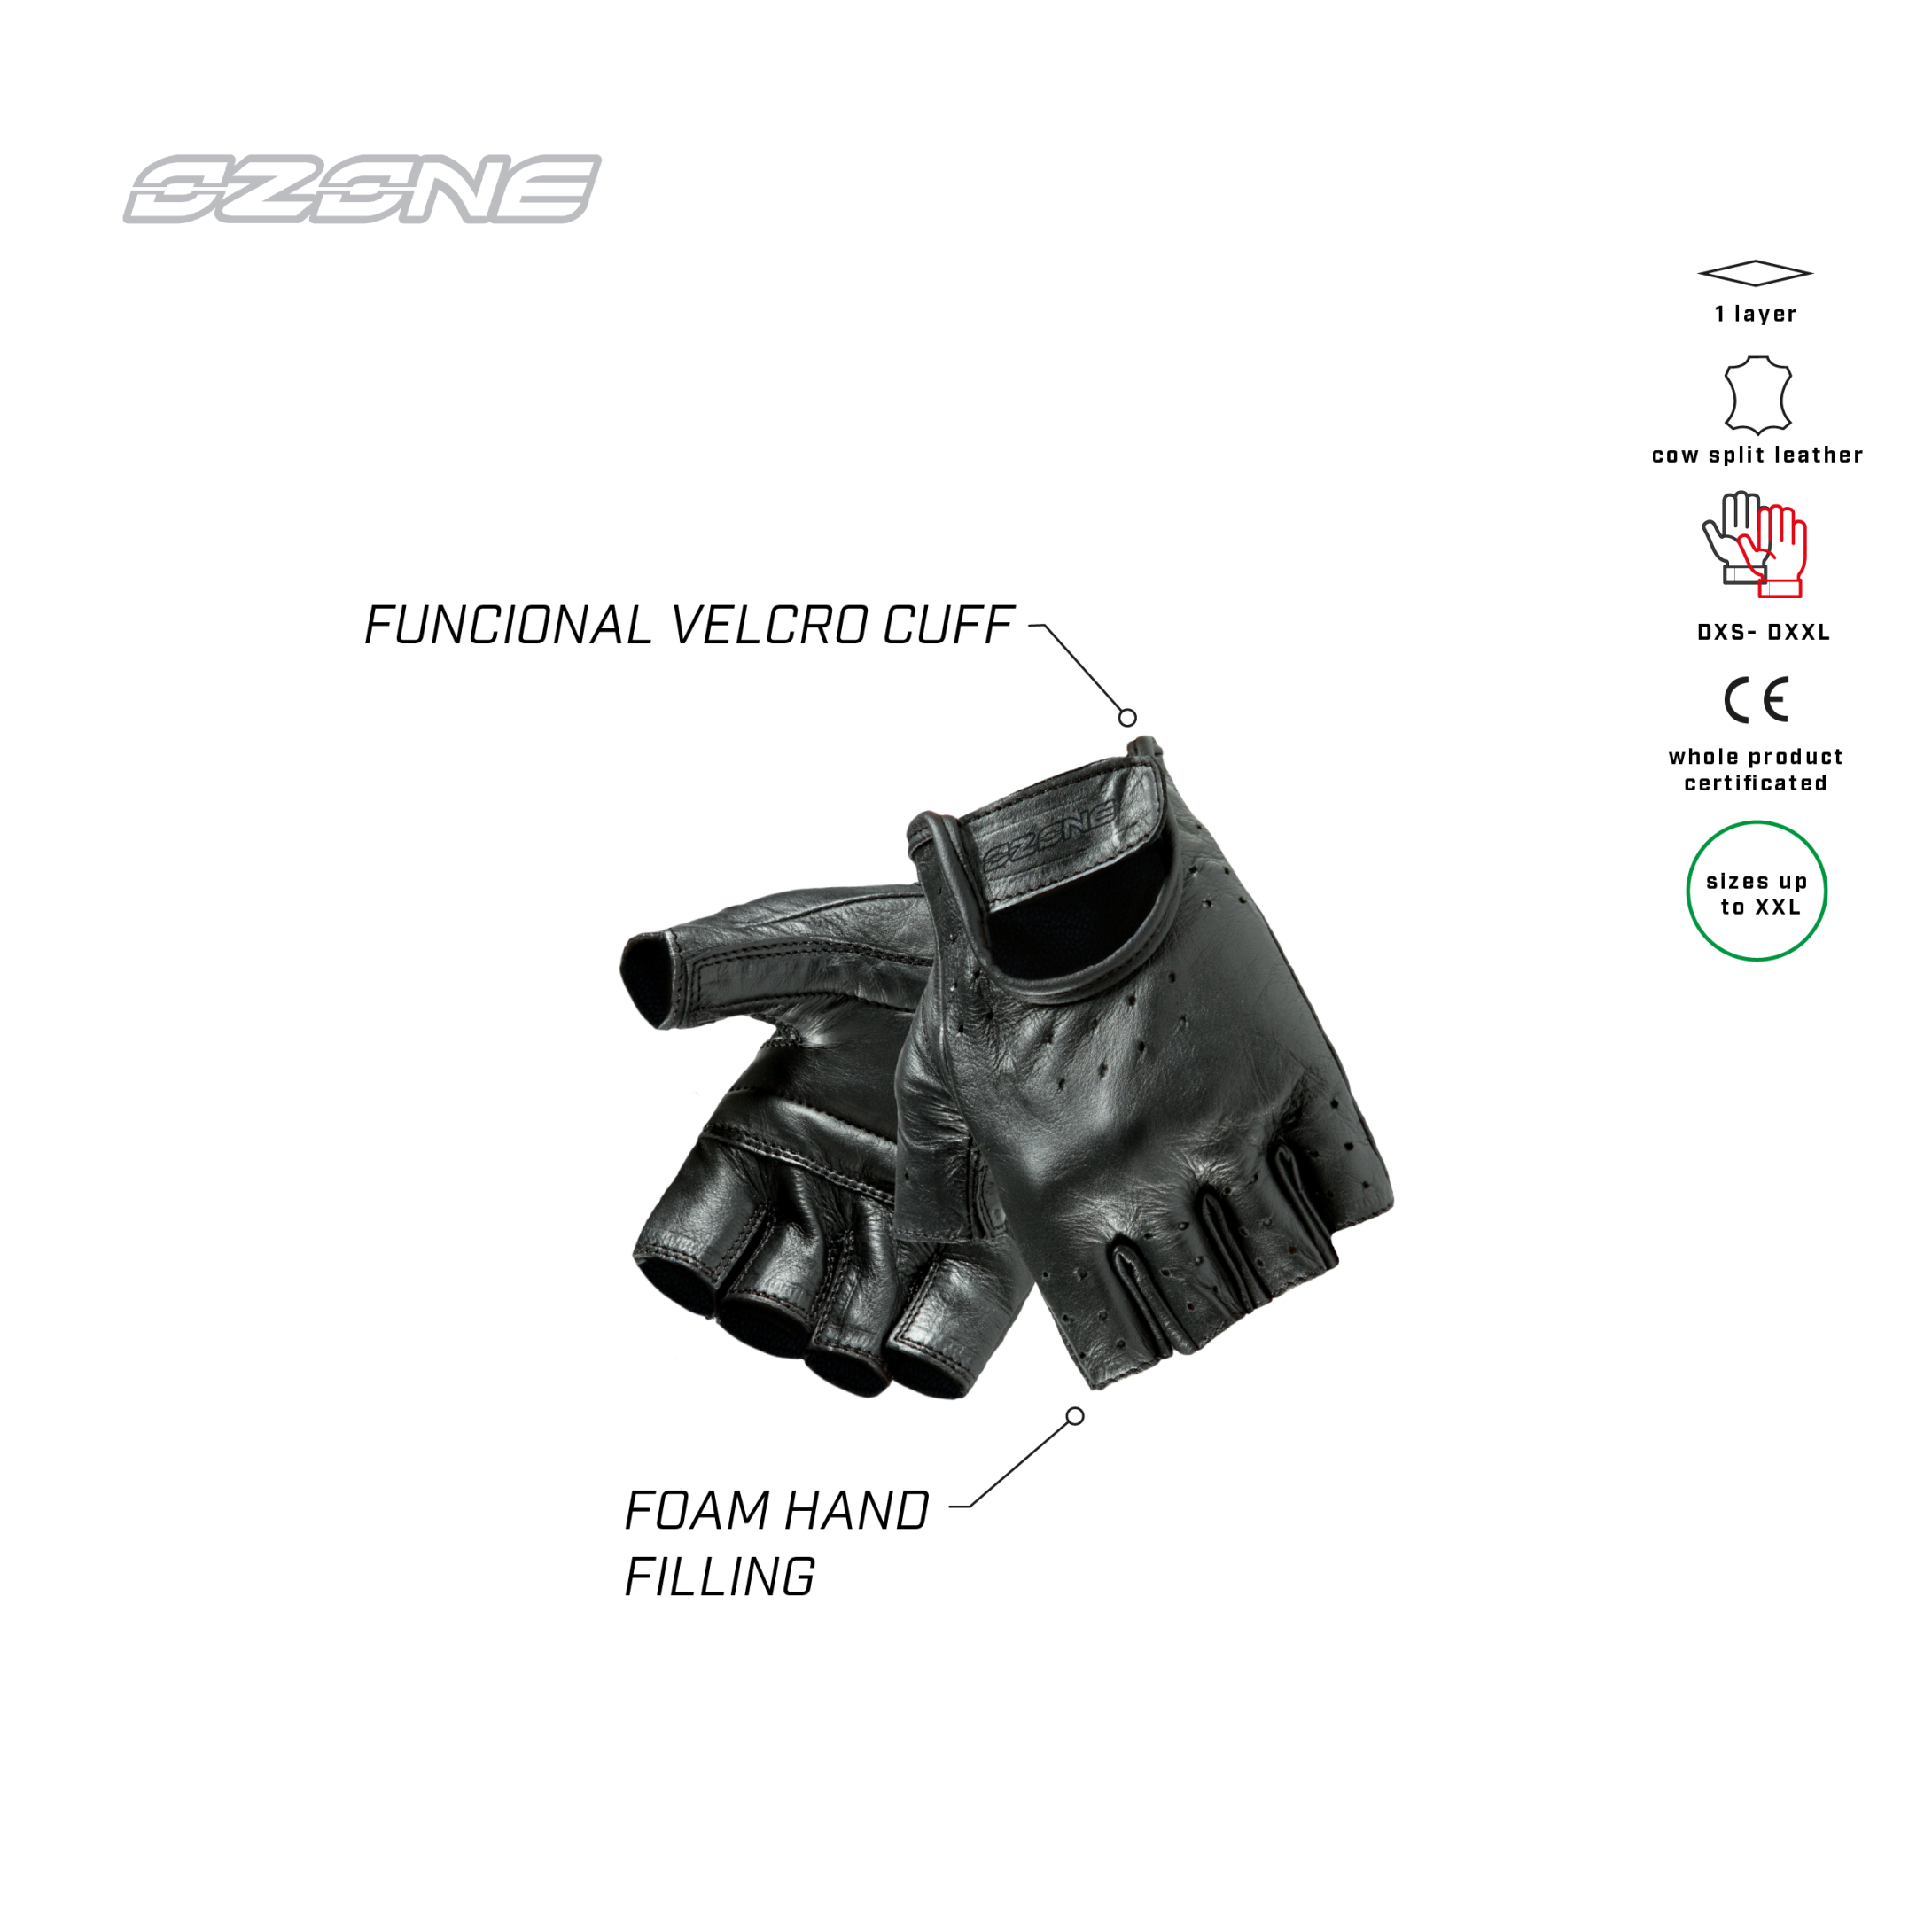 OZONE
1 layer
cow split leather
DXS- DXXL
CE
whole product
certificated
sizes up
to XXL
FUNCIONAL VELCRO CUFF
OZONE
FOAM HAND
FILLING